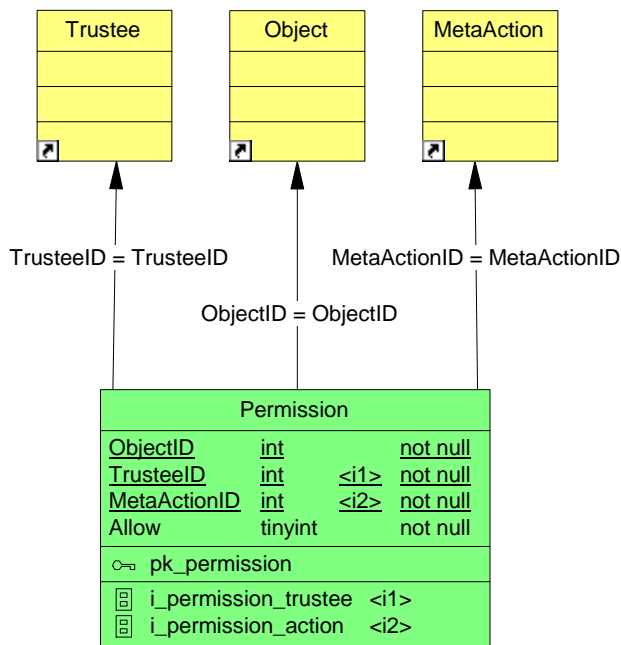 Trustee
Object
MetaAction
TrusteeID = TrusteeID
MetaActionID = MetaActionID
ObjectID = ObjectID
Permission
ObjectID int not null
TrusteeID int <i1> not null
MetaActionID int <i2> not null
Allow tinyint not null
pk_permission
i_permission_trustee <i1>
i_permission_action <i2>